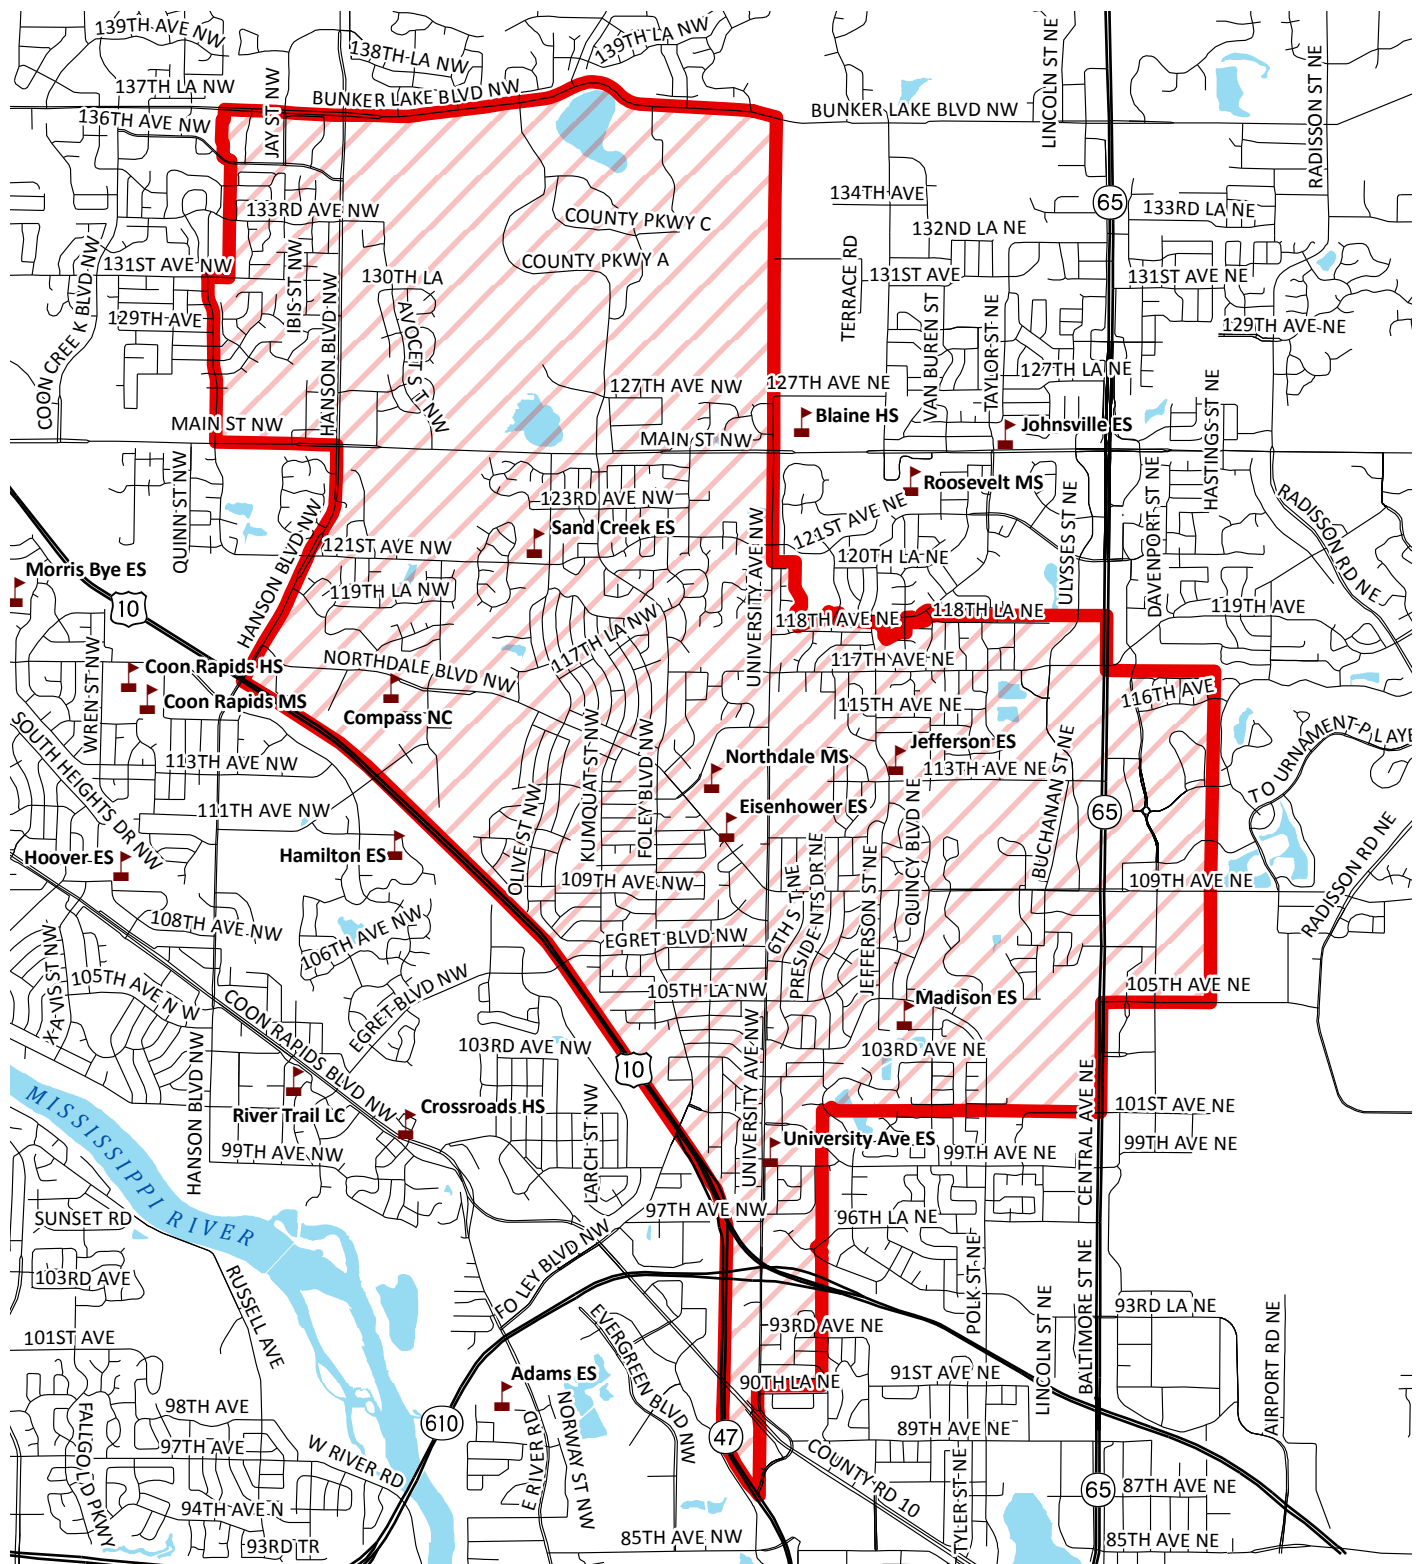 139TH AVE NW
138TH LA NW
139TH LA NW
137TH LA NW
BUNKER LAKE BLVD NW
BUNKER LAKE BLVD NW
LINCOLN ST NE
RADISSON ST NE
136TH AVE NW
JAY ST NW
134TH AVE
65
133RD AVE NW
COUNTY PKWY C
132ND LA NE
133RD LA NE
COON CREE K BLVD NW
131ST AVE NW
IBIS ST NW
HANSON BLVD NW
130TH LA
COUNTY PKWY A
TERRACE RD
131ST AVE
131ST AVE NE
129TH AVE
AVOCET S T NW
VAN BUREN ST
TAYLOR ST NE
129TH AVE NE
127TH AVE NW
127TH AVE NE
127TH LA NE
HASTINGS ST NE
MAIN ST NW
MAIN ST NW
Blaine HS
Johnsville ES
QUINN ST NW
123RD AVE NW
Roosevelt MS
DAVENPORT ST NE
RADISSON RD NE
HANSON BLVD NW
121ST AVE NW
Sand Creek ES
UNIVERSITY AVE NW
121ST AVE NE
120TH LA NE
ULYSSES ST NE
Morris Bye ES
10
119TH LA NW
117TH LA NW
118TH AVE NE
118TH LA NE
119TH AVE
WREN ST NW
Coon Rapids HS
Coon Rapids MS
NORTHDALE BLVD NW
Compass NC
117TH AVE NE
116TH AVE
115TH AVE NE
SOUTH HEIGHTS DR NW
113TH AVE NW
KUMQUAT ST NW
FOLEY BLVD NW
Northdale MS
Jefferson ES
113TH AVE NE
BUCHANAN ST NE
TO URNAMENT PLAYE
111TH AVE NW
OLIVE ST NW
Eisenhower ES
65
Hoover ES
Hamilton ES
109TH AVE NW
6TH S T NE
PRESIDE NTS DR NE
JEFFERSON ST NE
QUINCY BLVD NE
109TH AVE NE
RADISSON RD NE
108TH AVE NW
106TH AVE NW
EGRET BLVD NW
X A VIS ST NW
105TH AVE N W
EGRET BLVD NW
105TH LA NW
Madison ES
105TH AVE NE
COON RAPIDS BLVD NW
103RD AVE NW
10
UNIVERSITY AVE NW
103RD AVE NE
HANSON BLVD NW
River Trail LC
Crossroads HS
LARCH ST NW
101ST AVE NE
CENTRAL AVE NE
MISSISSIPPI RIVER
99TH AVE NW
University Ave ES
99TH AVE NE
99TH AVE NE
SUNSET RD
97TH AVE NW
96TH LA NE
103RD AVE
RUSSELL AVE
FO LEY BLVD NW
POLK ST NE
BALTIMORE ST NE
LINCOLN ST NE
101ST AVE
EVERGREEN BLVD NW
93RD AVE NE
93RD LA NE
AIRPORT RD NE
Adams ES
90TH LA NE
91ST AVE NE
98TH AVE
FALLGO L D PKWY
610
47
89TH AVE NE
97TH AVE
W RIVER RD
E RIVER RD
NORWAY ST NW
COUNTY RD 10
TYLER ST NE
65
87TH AVE NE
94TH AVE N
93RD TR
85TH AVE NW
85TH AVE NE